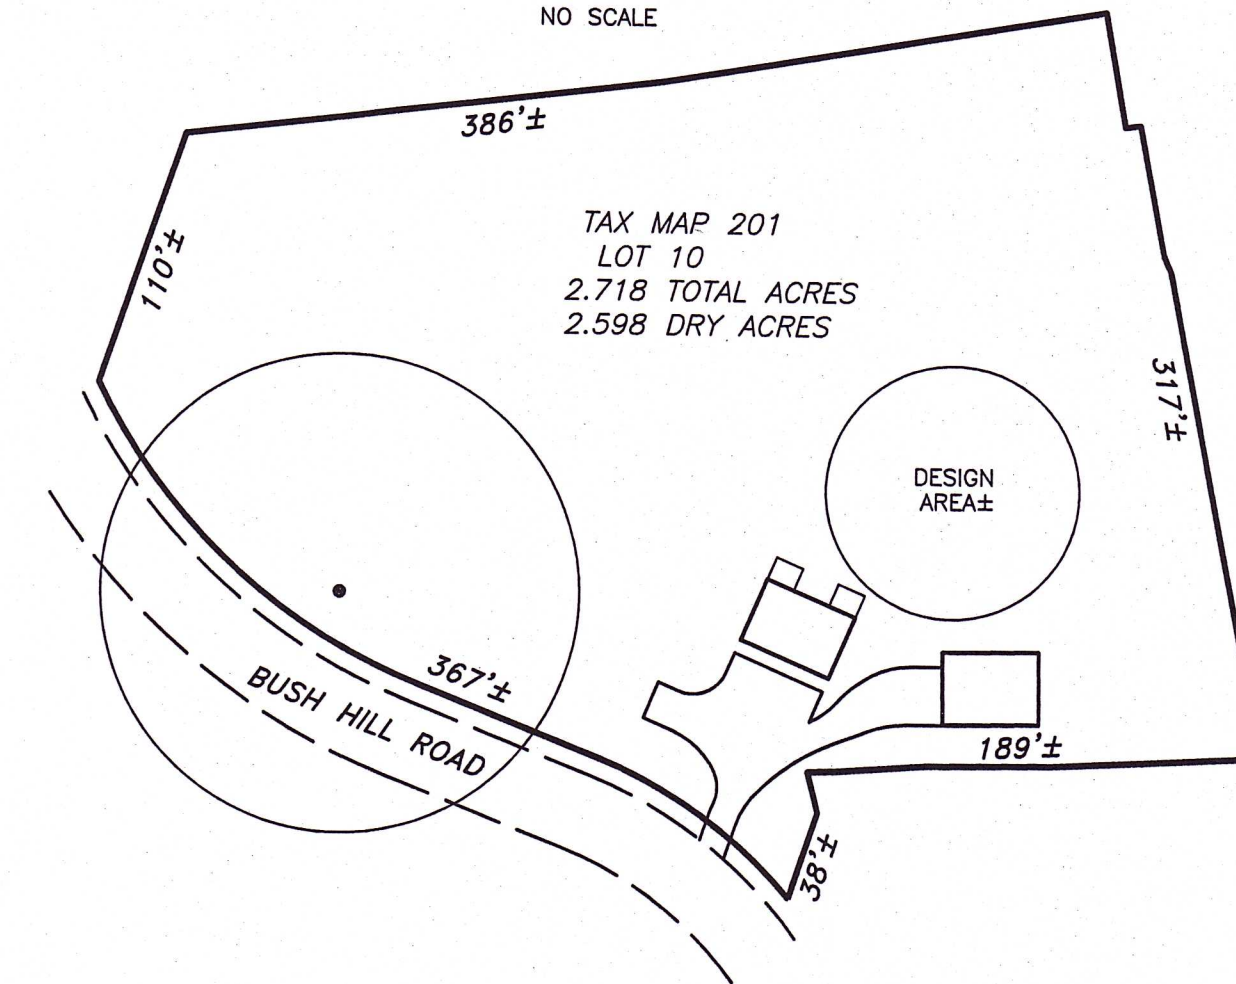 NO SCALE
386'±
110'±
TAX MAP 201
LOT 10
2.718 TOTAL ACRES
2.598 DRY ACRES
317'±
DESIGN
AREA±
367'±
BUSH HILL ROAD
189'±
38'±